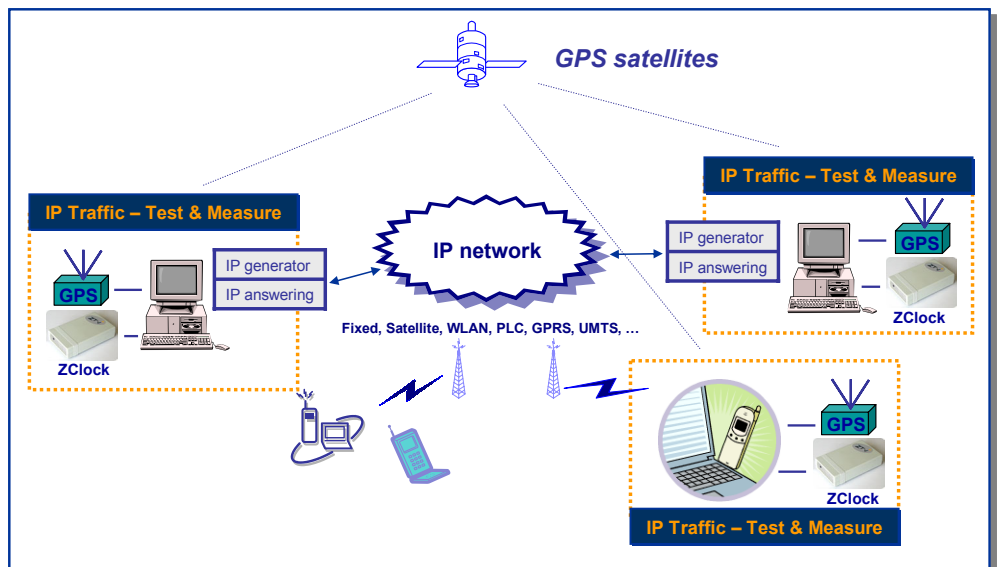 GPS satellites
IP Traffic – Test & Measure
IP Traffic – Test & Measure
IP generator
IP answering
GPS
ZClock
IP network
IP generator
IP answering
GPS
ZClock
Fixed, Satellite, WLAN, PLC, GPRS, UMTS, ...
GPS
ZClock
IP Traffic – Test & Measure